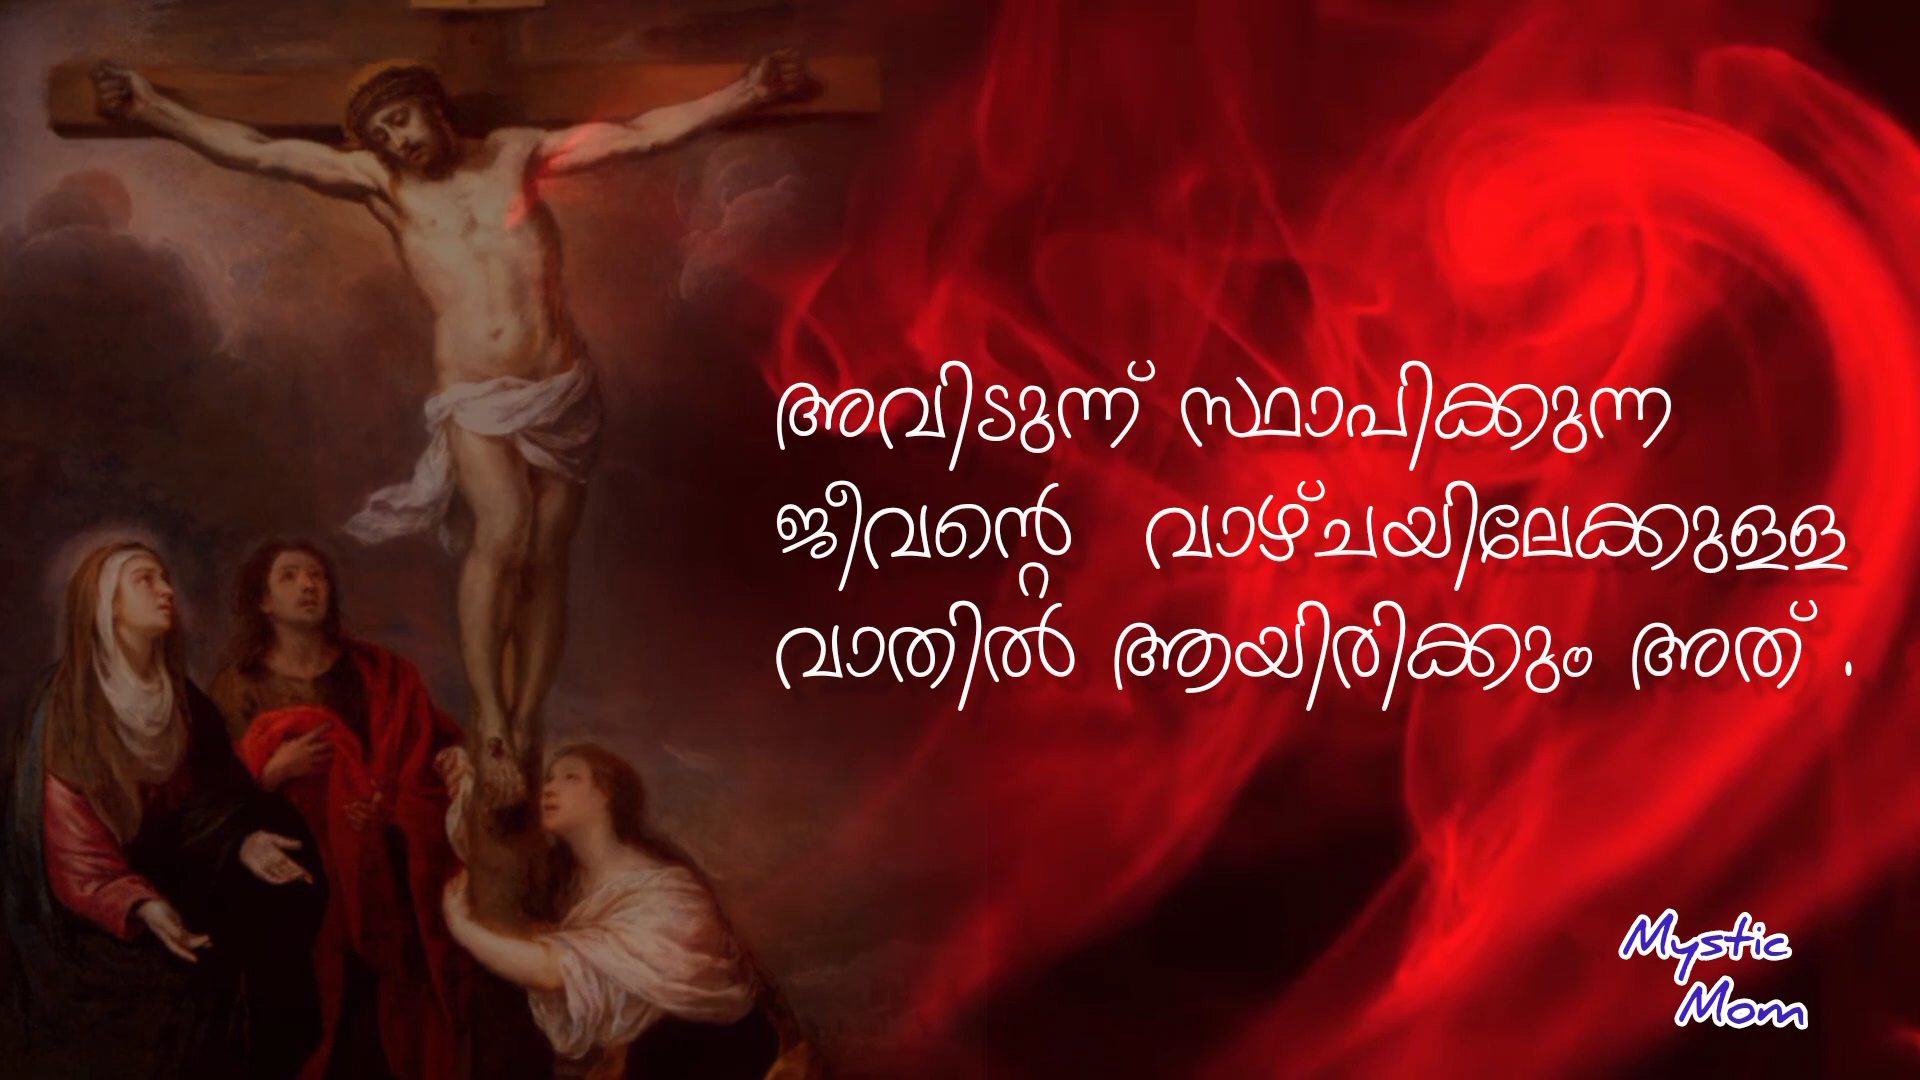 അവിടുന്ന് സ്ഥാപിക്കുന്ന
ജീവന്റെ വാഴ്ചയിലേക്കുള്ള
വാതിൽ ആയിരിക്കും അത് .
Mystic
Mom